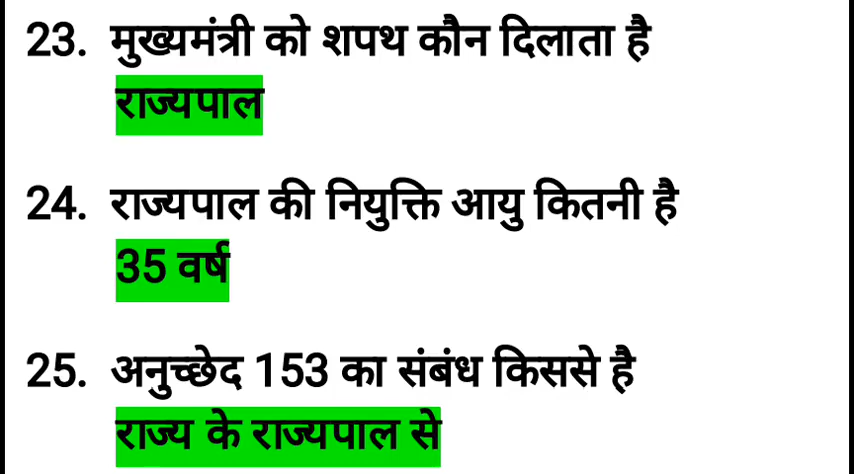 23. मुख्यमंत्री को शपथ कौन दिलाता है
राज्यपाल
24. राज्यपाल की नियुक्ति आयु कितनी है
35 वर्ष
25. अनुच्छेद 153 का संबंध किससे है
राज्य के राज्यपाल से